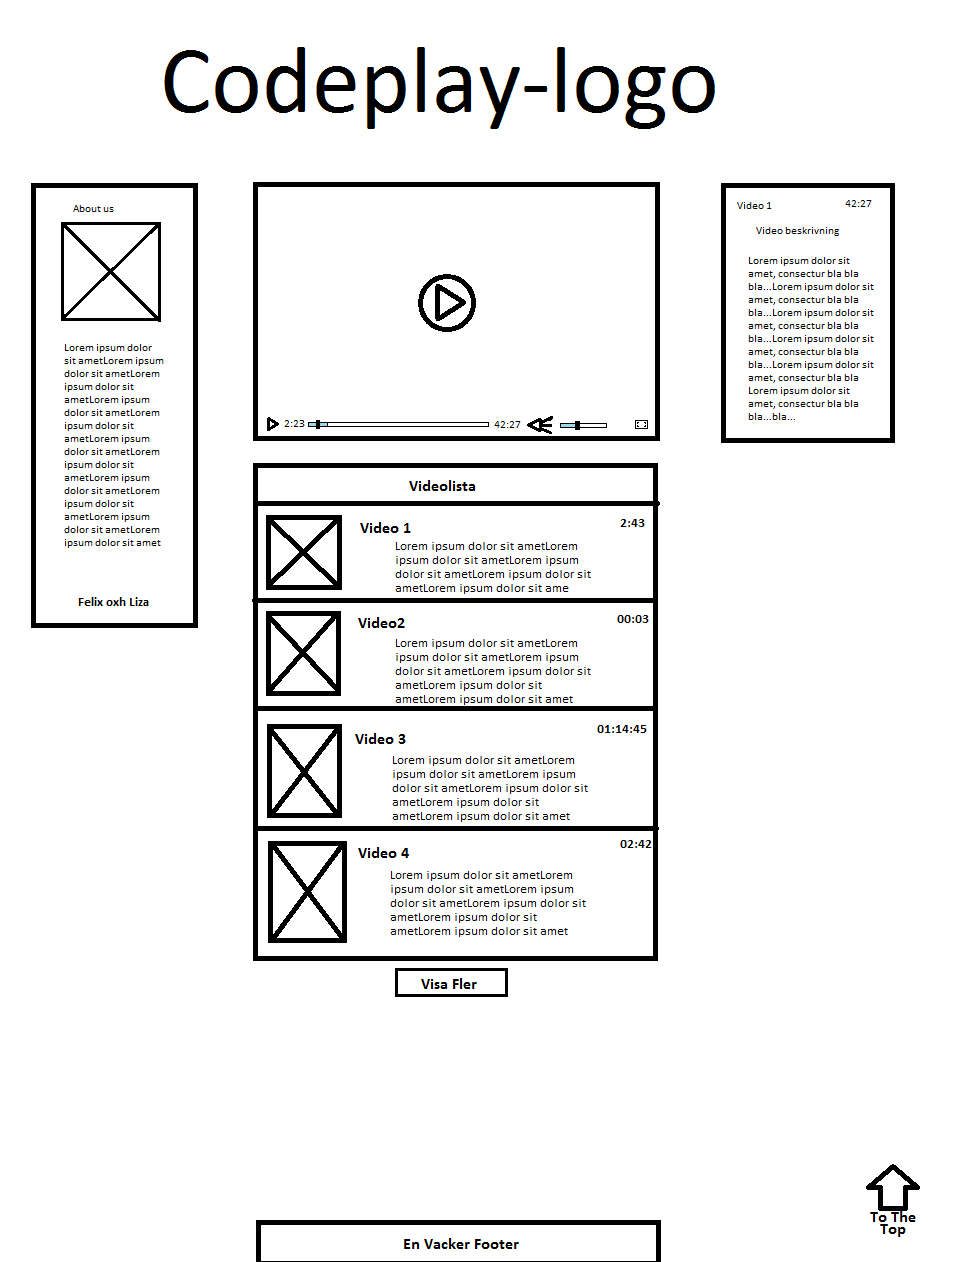 Codeplay-logo
About us
Lorem ipsum dolor
sit ametLorem ipsum
dolor sit ametLorem
ipsum dolor sit
ametLorem ipsum
dolor sit ametLorem
ipsum dolor sit
ametLorem ipsum
dolor sit ametLorem
ipsum dolor sit
ametLorem ipsum
dolor sit ametLorem
ipsum dolor sit
ametLorem ipsum
dolor sit ametLorem
ipsum dolor sit amet
Felix oxh Liza
2:23
42:27
Video 1
42:27
Video beskrivning
Lorem ipsum dolor sit
amet, consectur bla bla
bla...Lorem ipsum dolor sit
amet, consectur bla bla
bla...Lorem ipsum dolor sit
amet, consectur bla bla
bla...Lorem ipsum dolor sit
amet, consectur bla bla
bla...Lorem ipsum dolor sit
amet, consectur bla bla
Lorem ipsum dolor sit
amet, consectur bla bla
bla...bla...
Videolista
Video 1
2:43
Lorem ipsum dolor sit ametLorem
ipsum dolor sit ametLorem ipsum
dolor sit ametLorem ipsum dolor sit
ametLorem ipsum dolor sit ame
Video2
00:03
Lorem ipsum dolor sit ametLorem
ipsum dolor sit ametLorem ipsum
dolor sit ametLorem ipsum dolor sit
ametLorem ipsum dolor sit
ametLorem ipsum dolor sit amet
Video 3
01:14:45
Lorem ipsum dolor sit ametLorem
ipsum dolor sit ametLorem ipsum
dolor sit ametLorem ipsum dolor sit
ametLorem ipsum dolor sit
ametLorem ipsum dolor sit amet
Video 4
02:42
Lorem ipsum dolor sit ametLorem
ipsum dolor sit ametLorem ipsum
dolor sit ametLorem ipsum dolor sit
ametLorem ipsum dolor sit
ametLorem ipsum dolor sit amet
Visa Fler
To The
Top
En Vacker Footer